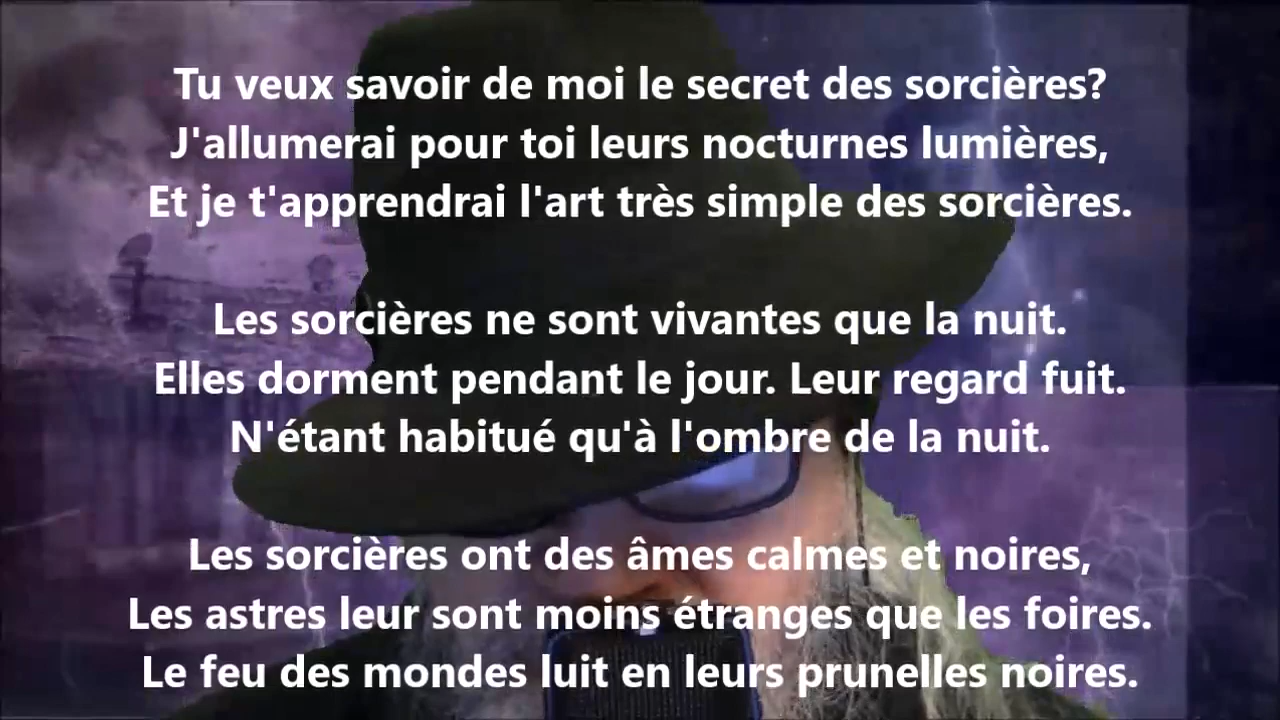 Tu veux savoir de moi le secret des sorcières?
J'allumerai pour toi leurs nocturnes lumières,
Et je t'apprendrai l'art très simple des sorcières.
Les sorcières ne sont vivantes que la nuit.
Elles dorment pendant le jour. Leur regard fuit.
N'étant habitué qu'à l'ombre de la nuit.
Les sorcières ont des âmes calmes et noires,
Les astres leur sont moins étranges que les foires.
Le feu des mondes luit en leurs prunelles noires.